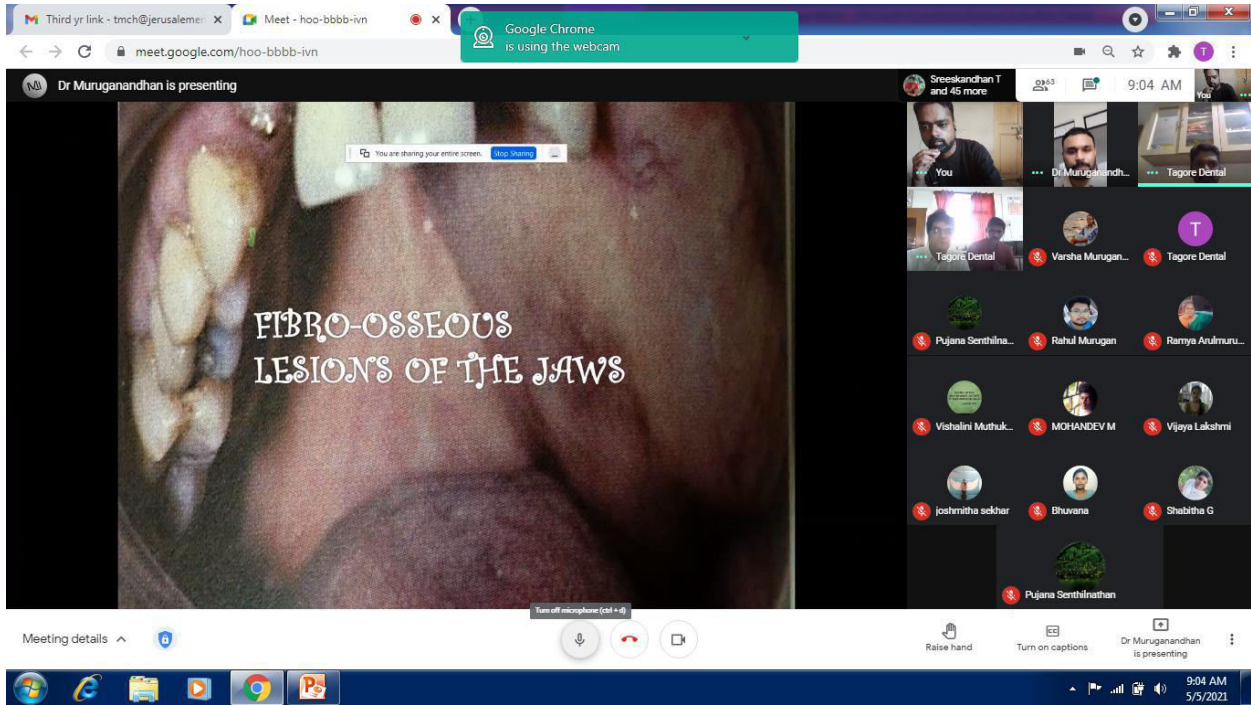 Third yr link - tmch@jerusalemen
Meet - hoo-bbbb-ivn
Google Chrome
is using the webcam
meet.google.com/hoo-bbbb-ivn
T
Dr Muruganandhan is presenting
Sreeskandhan T
and 45 more
63
9:04 AM
You
You are sharing your entire screen.
Stop Sharing
You
Dr Muruganandh...
Tagore Dental
Tagore Dental
Varsha Murugan...
T
Tagore Dental
FIBRO-OSSEOUS
LESIONS OF THE JAWS
Pujana Senthilna...
Rahul Murugan
Ramya Arulmuru...
Vishalini Muthuk...
MOHANDEV M
Vijaya Lakshmi
joshmitha sekhar
Bhuvana
Shabitha G
Pujana Senthilnathan
Turn off microphone (ctrl + d)
Meeting details
Raise hand
CC
Turn on captions
Dr Muruganandhan
is presenting
9:04 AM
5/5/2021